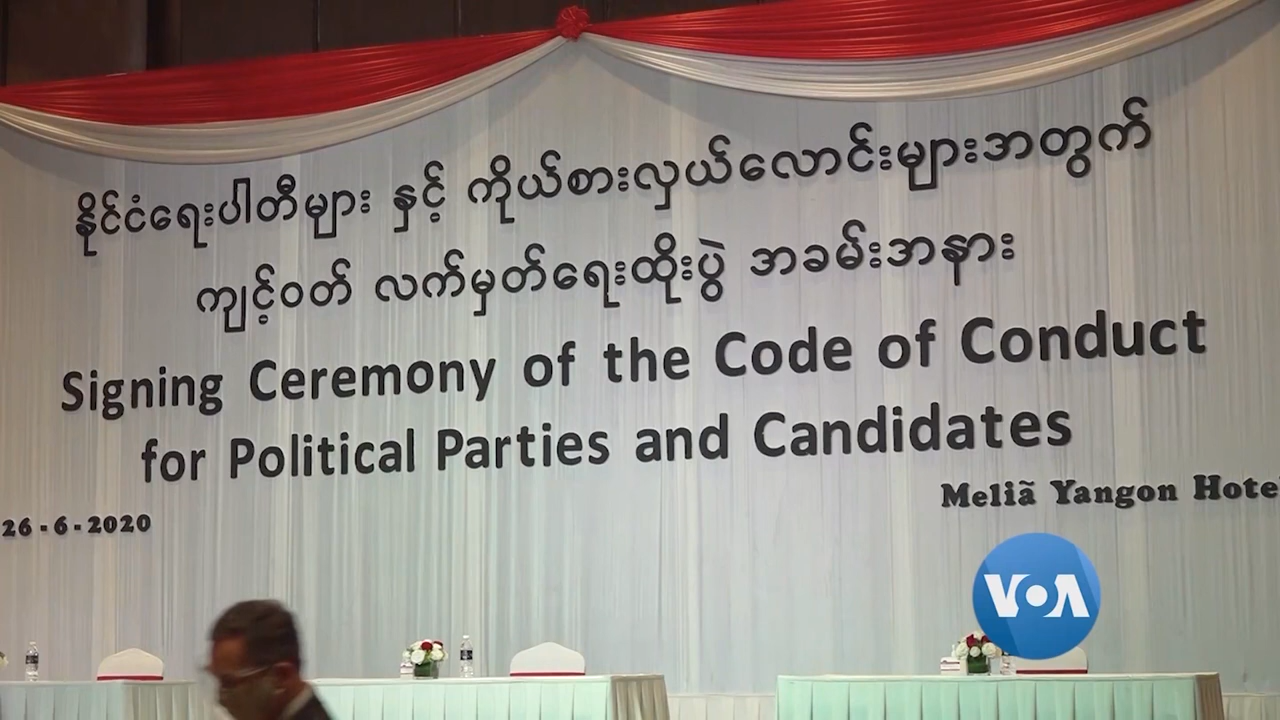 နိုင်ငံရေးပါတီများ နှင့် ကိုယ်စားလှယ်လောင်းများအတွက်
ကျင့်ဝတ် လက်မှတ်ရေးထိုးပွဲ အခမ်းအနား
Signing Ceremony of the Code of Conduct
for Political Parties and Candidates
Meliã Yangon Hote
26-6-2020
VOA